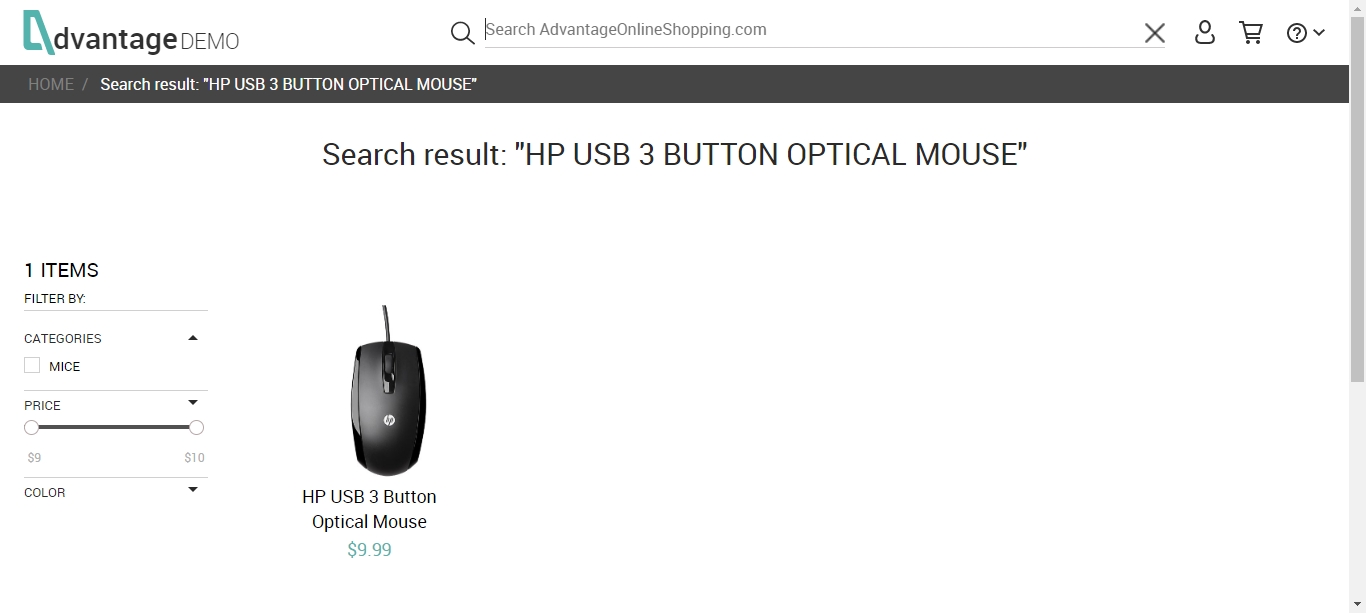 dvantage DEMO
Search AdvantageOnlineShopping.com
HOME / Search result: "HP USB 3 BUTTON OPTICAL MOUSE"
Search result: "HP USB 3 BUTTON OPTICAL MOUSE"
1 ITEMS
FILTER BY:
CATEGORIES
MICE
PRICE
$9 $10
COLOR
hp
HP USB 3 Button
Optical Mouse
$9.99